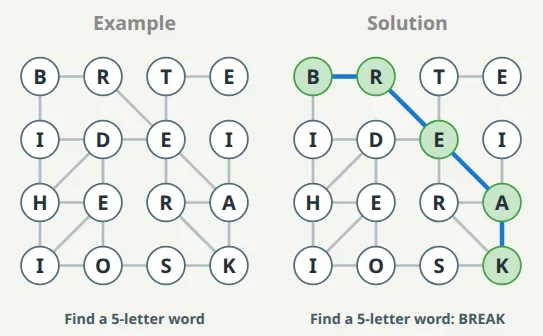 Example
Solution
B R T E
B R T E
I D E I
I D E I
H E R A
H E R A
I O S K
I O S K
Find a 5-letter word
Find a 5-letter word: BREAK